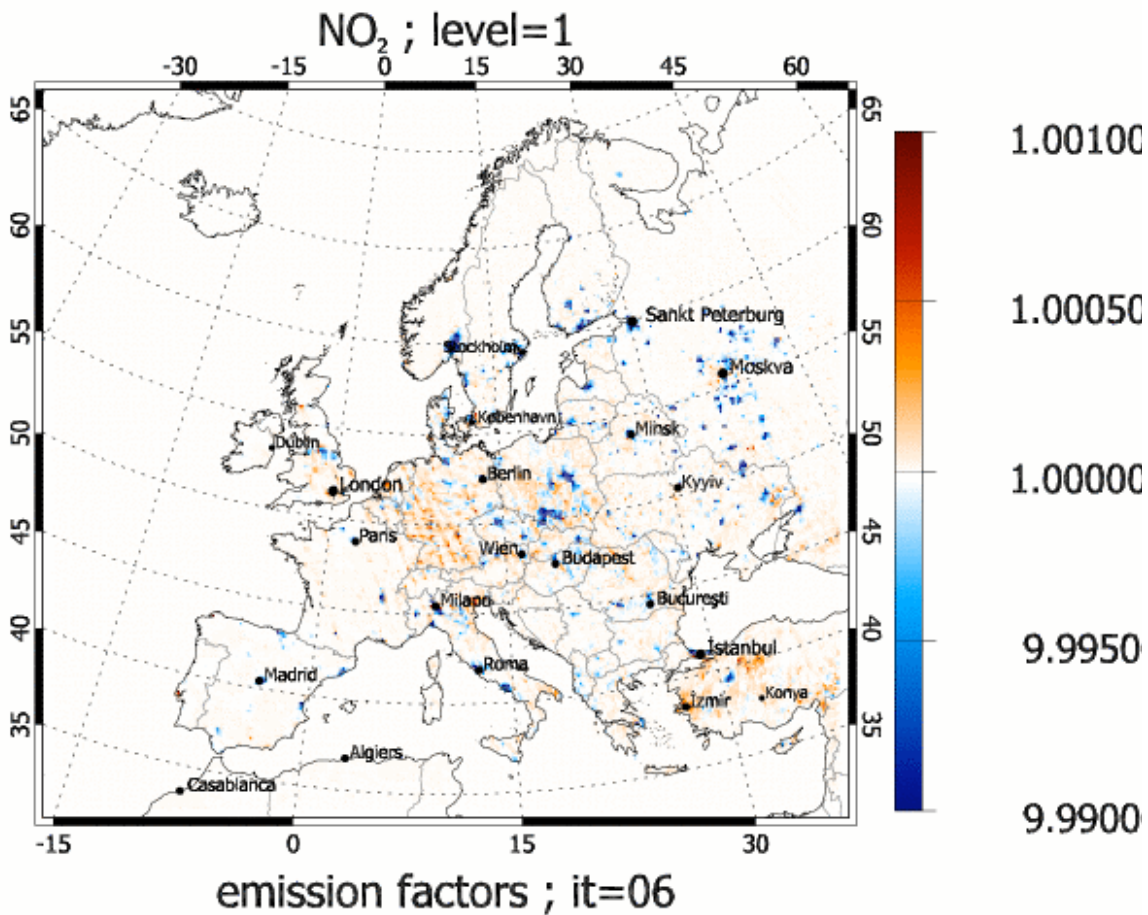 NO₂ ; level=1
-30 -15 0 15 30 45 60
65 65
60 60
55 55
50 50
45 45
40 40
35 35
Sankt Peterburg
Stockholm
Moskva
København
Minsk
Dublin
Berlin
London
Kyyiv
Paris
Wien
Budapest
Milano
Bucureşti
Roma
İstanbul
Madrid
İzmir
Konya
Algiers
Casablanca
-15 0 15 30
emission factors ; it=06
1.00100
1.00050
1.00000
9.9950
9.9900